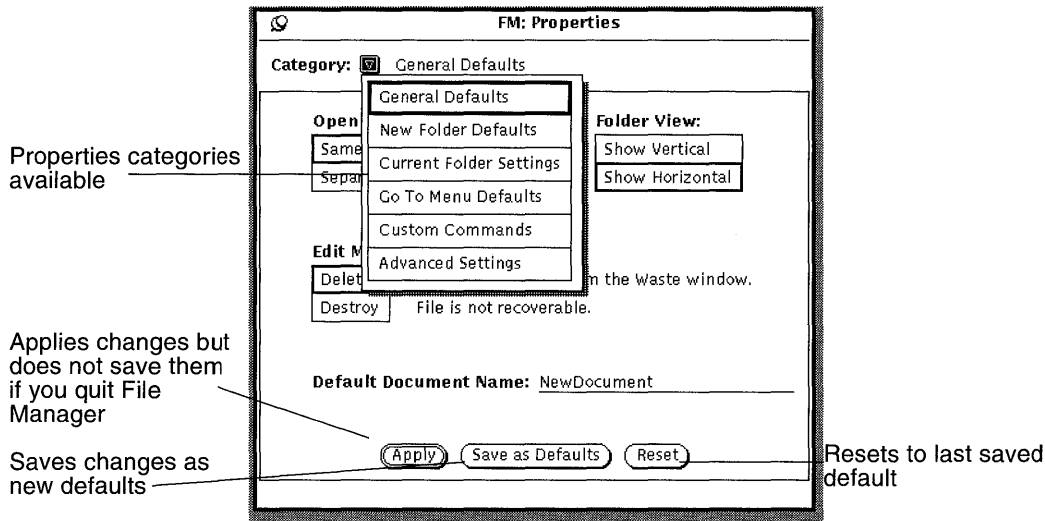 FM: Properties
Category: General Defaults
General Defaults
New Folder Defaults
Current Folder Settings
Go To Menu Defaults
Custom Commands
Advanced Settings
Open
Same
Folder View:
Show Vertical
Show Horizontal
Properties categories
available
Edit
the Waste window.
Destroy File is not recoverable.
Applies changes but
does not save them
if you quit File
Manager
Default Document Name: NewDocument
Apply Save as Defaults Reset
Saves changes as
new defaults
Resets to last saved
default